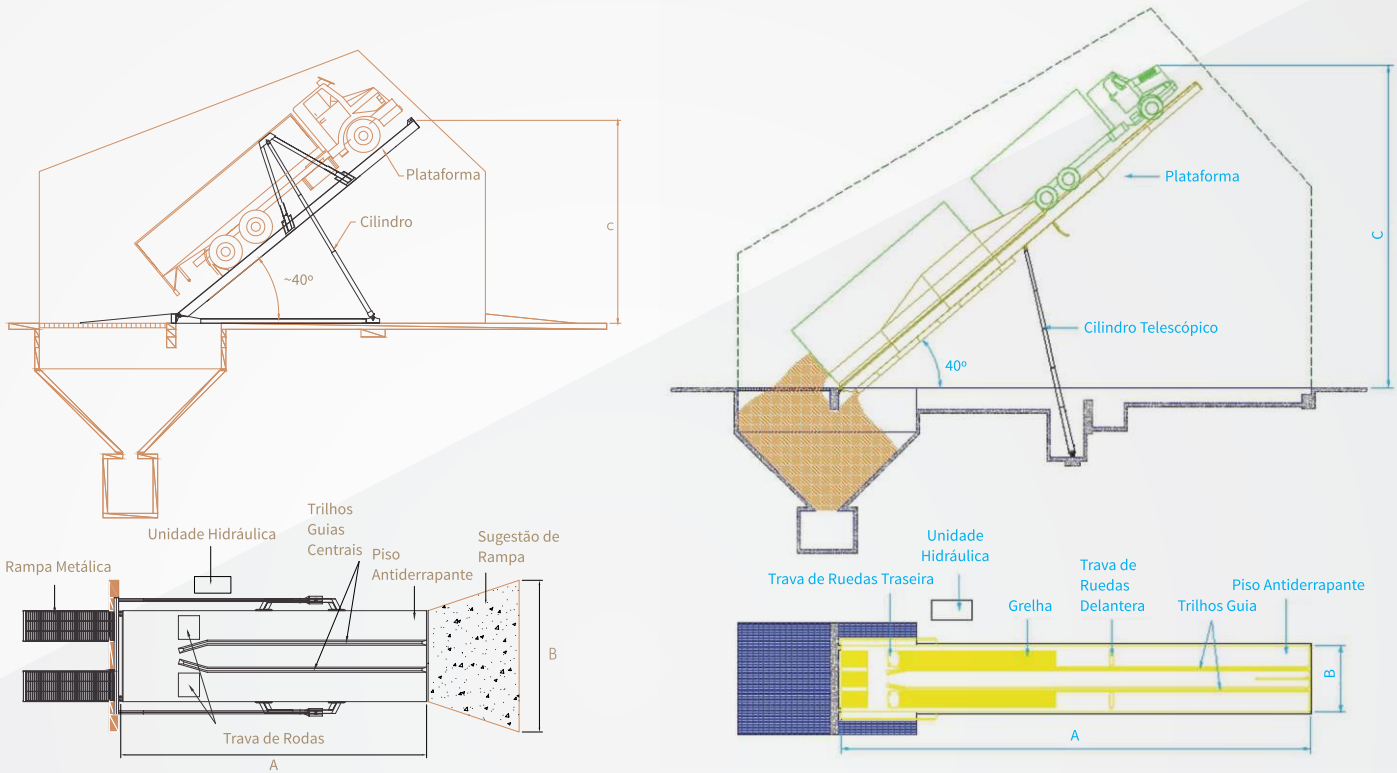 Plataforma
Cilindro
~40º
C
Unidade Hidráulica
Trilhos
Guias
Centrais
Piso
Antiderrapante
Sugestão de
Rampa
Rampa Metálica
B
Trava de Rodas
A
Plataforma
C
Cilindro Telescópico
40º
Unidade
Hidráulica
Trava de Ruedas Traseira
Grelha
Trava de
Ruedas
Delantera
Trilhos Guia
Piso Antiderrapante
B
A